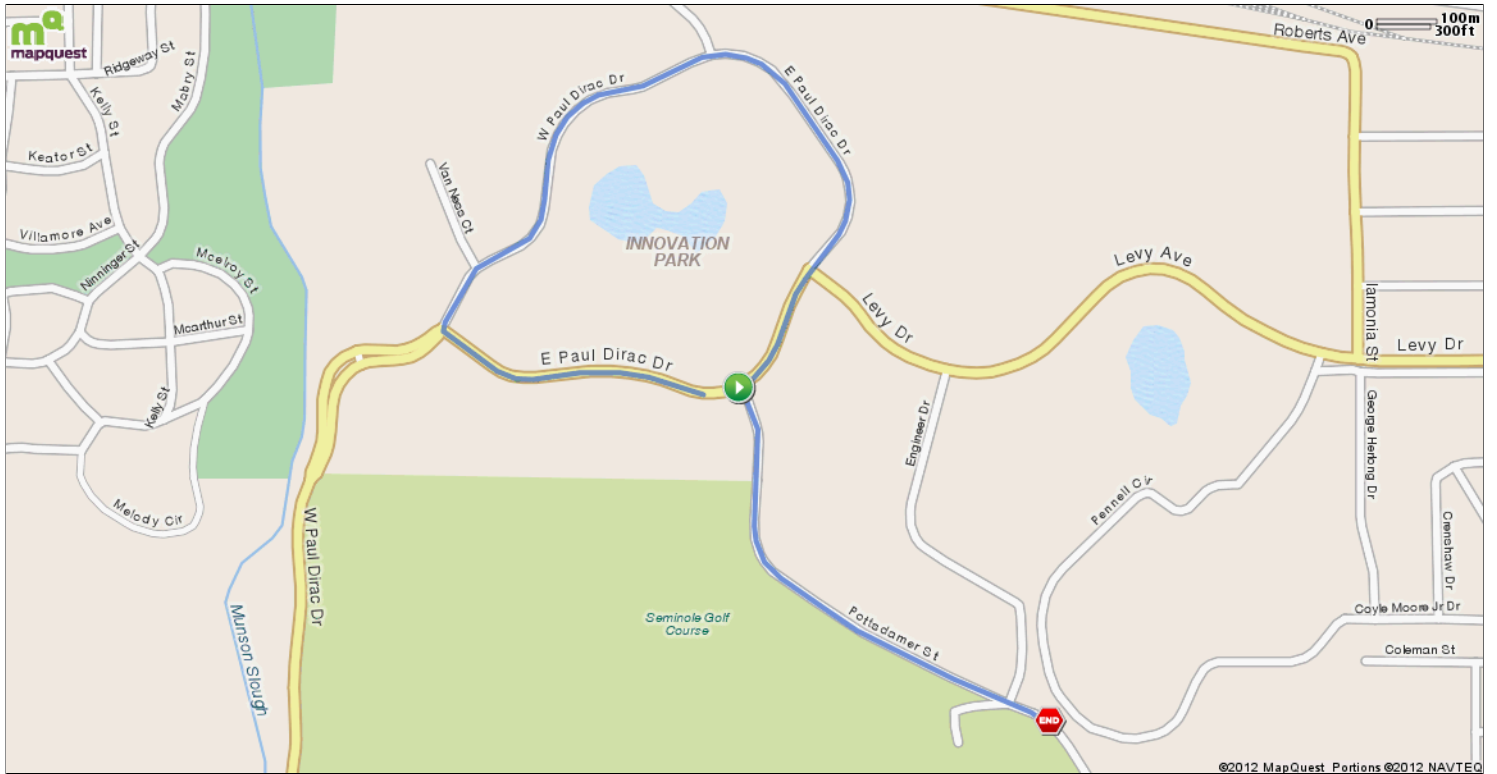 mq
mapquest
0 100m
300ft
Roberts Ave
Ridgeway St
Mabry St
Kelly St
W Paul Dirac Dr
E Paul Dirac Dr
Keator St
Van Ness Ct
Villamore Ave
INNOVATION
PARK
Ninninger St
Mcelroy St
Levy Ave
Levy Dr
Iamonia St
Mcarthur St
Levy Dr
E Paul Dirac Dr
Kelly St
Engineer Dr
George Herbng Dr
Pennell Cir
Melody Cir
W Paul Dirac Dr
Crenshaw Dr
Munson Slough
Seminole Golf
Course
Pottsdamer St
Coyle Moore Jr Dr
Coleman St
END
©2012 MapQuest Portions ©2012 NAVTEQ